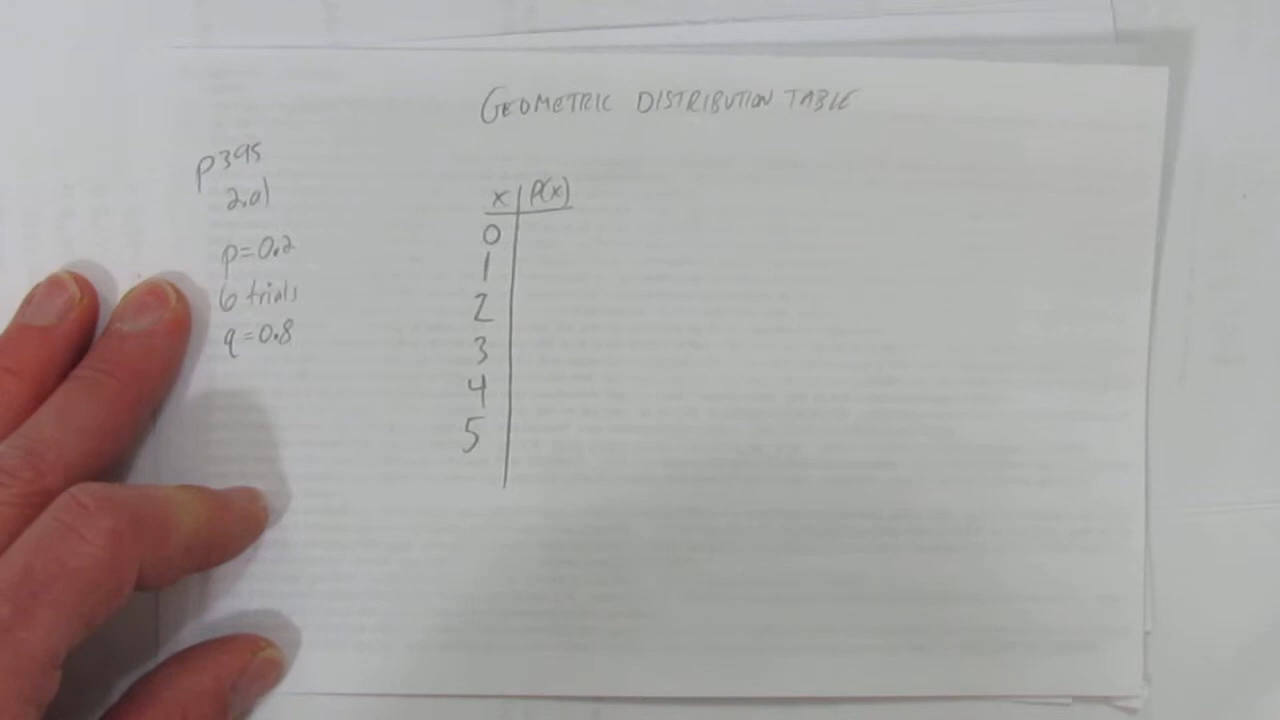 GEOMETRIC DISTRIBUTION TABLE
p395
2.a)
p=0.2
6 trials
q=0.8
x P(x)
0
1
2
3
4
5